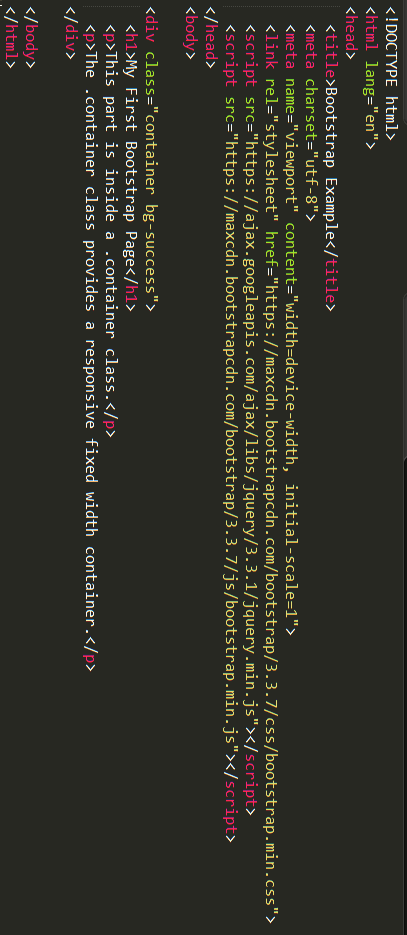 <!DOCTYPE html>
<html lang="en">
<head>
<title>Bootstrap Example</title>
<meta charset="utf-8">
<meta name="viewport" content="width=device-width, initial-scale=1">
<link rel="stylesheet" href="https://maxcdn.bootstrapcdn.com/bootstrap/3.3.7/css/bootstrap.min.css">
<script src="https://ajax.googleapis.com/ajax/libs/jquery/3.3.1/jquery.min.js"></script>
<script src="https://maxcdn.bootstrapcdn.com/bootstrap/3.3.7/js/bootstrap.min.js"></script>
</head>
<body>
<div class="container bg-success">
<h1>My First Bootstrap Page</h1>
<p>This part is inside a .container class.</p>
<p>The .container class provides a responsive fixed width container.</p>
</div>
</body>
</html>